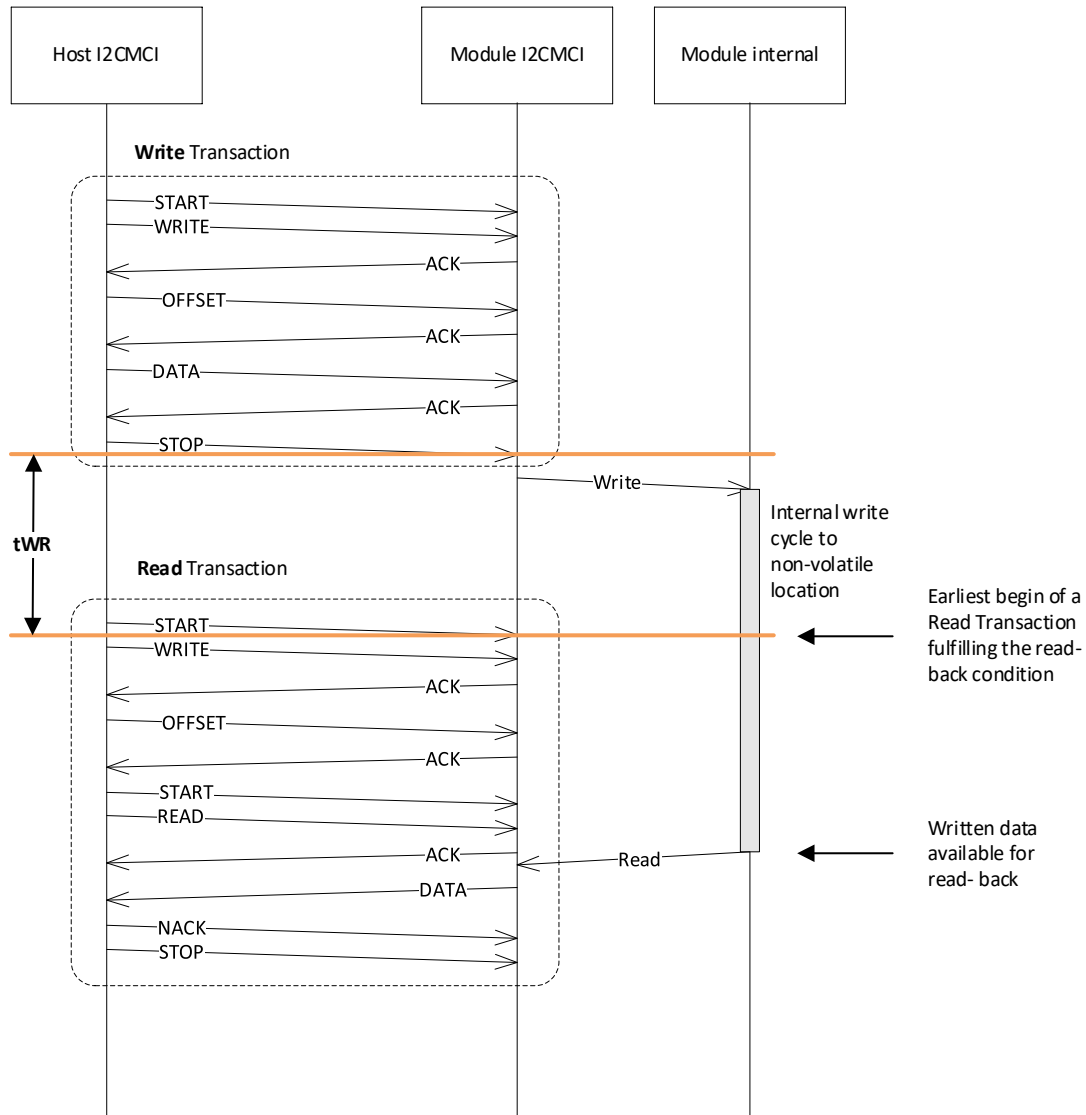 Host I2CMCI
Module I2CMCI
Module internal
Write Transaction
START
WRITE
ACK
OFFSET
ACK
DATA
ACK
STOP
Write
tWR
Internal write
cycle to
non-volatile
location
Read Transaction
START
WRITE
Earliest begin of a
Read Transaction
fulfilling the read-
back condition
ACK
OFFSET
ACK
START
READ
ACK
Read
Written data
available for
read- back
DATA
NACK
STOP